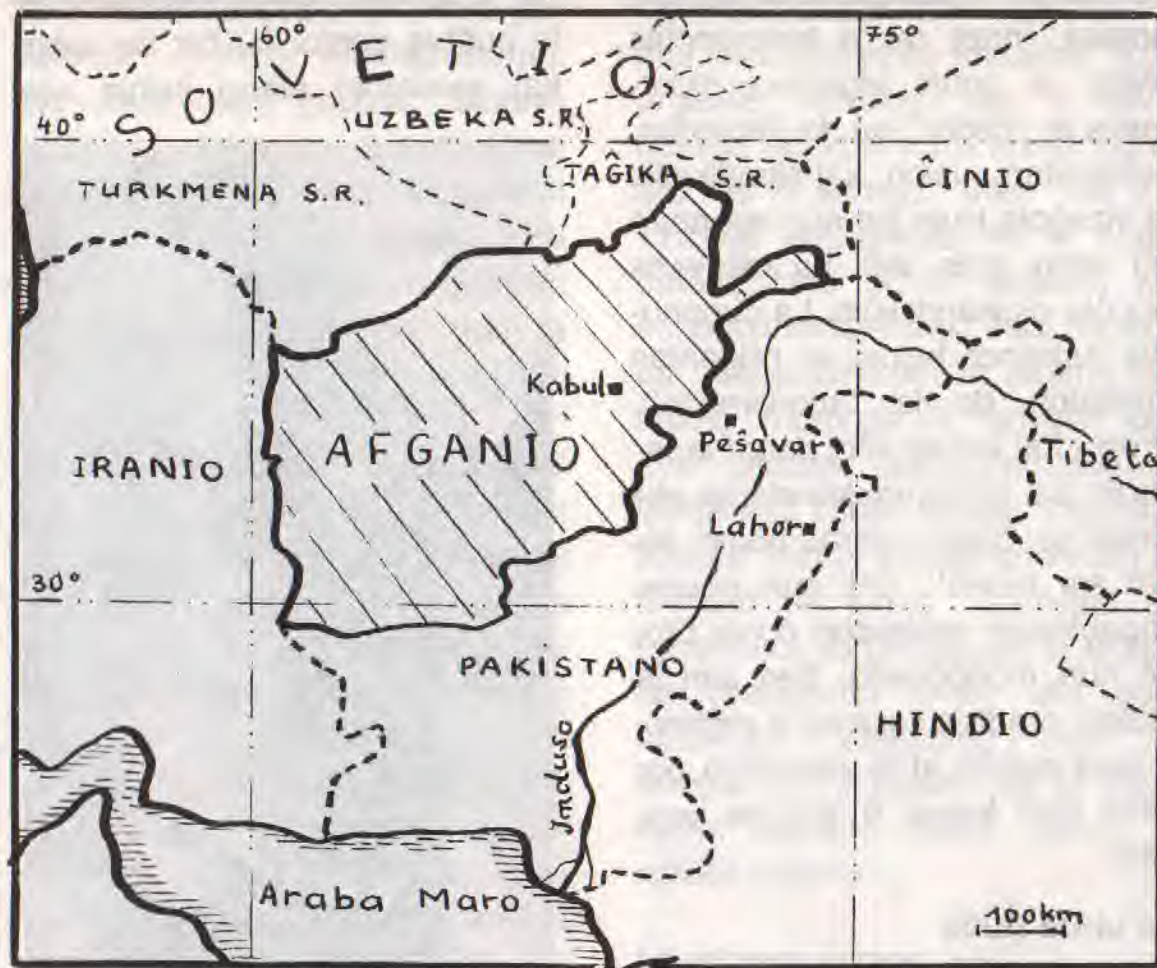 60°
75°
SOVETIO
UZBEKA S.R.
40°
TAĜIKA S.R.
ĈINIO
TURKMENA S.R.
Kabul
AFGANIO
Peŝavar
IRANIO
Tibeto
Lahor
30°
PAKISTANO
HINDIO
Induso
Araba Maro
100km